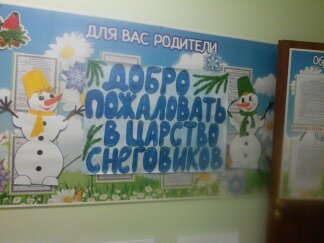 ДЛЯ ВАС РОДИТЕЛИ
ДОБРО
ПОЖАЛОВАТЬ
В ЦАРСТВО
СНЕГОВИКОВ